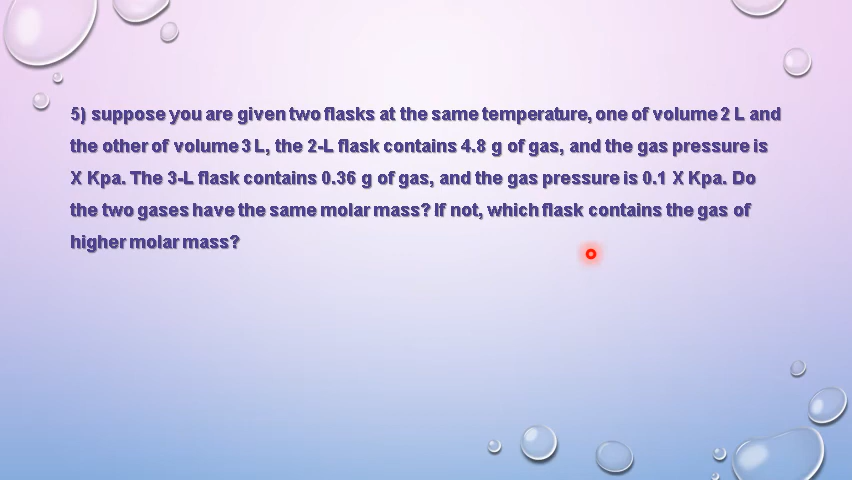 5) suppose you are given two flasks at the same temperature, one of volume 2 L and
the other of volume 3 L, the 2-L flask contains 4.8 g of gas, and the gas pressure is
X Kpa. The 3-L flask contains 0.36 g of gas, and the gas pressure is 0.1 X Kpa. Do
the two gases have the same molar mass? If not, which flask contains the gas of
higher molar mass?